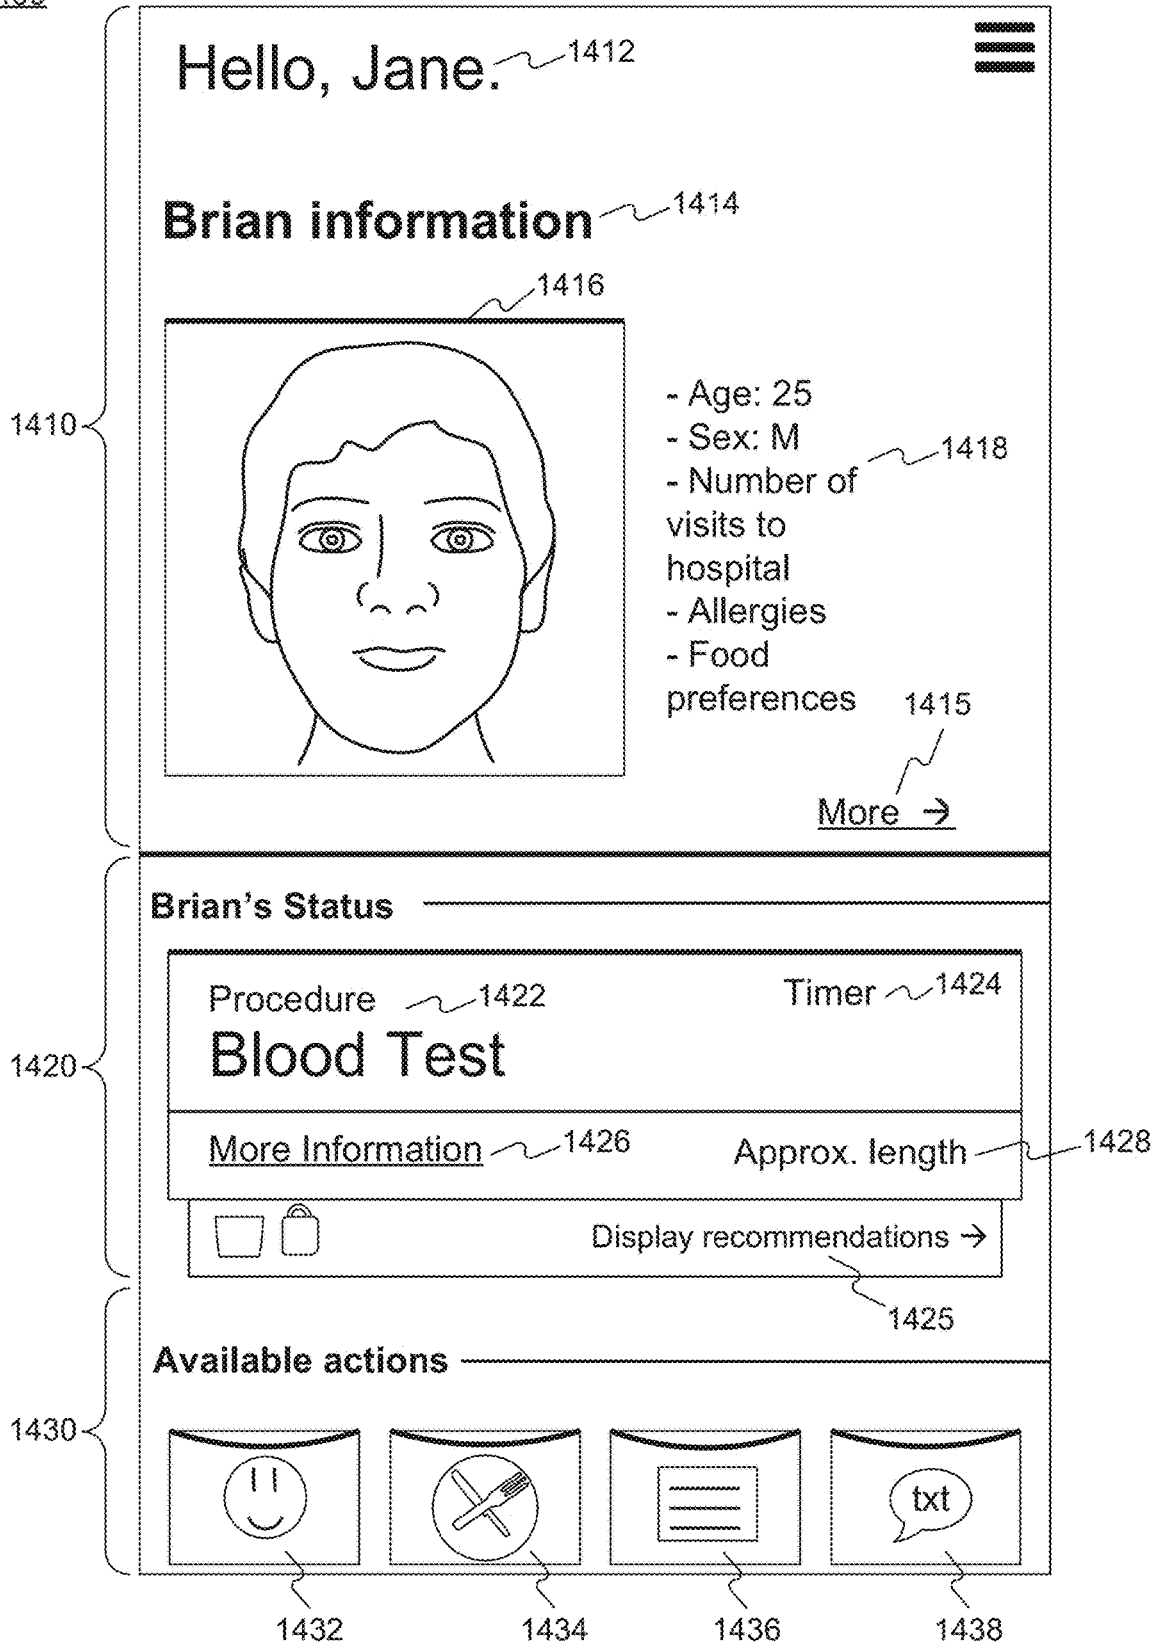 Hello, Jane.
1412
Brian information
1414
1416
1410
- Age: 25
- Sex: M
- Number of
visits to
hospital
- Allergies
- Food
preferences
1418
1415
More →
Brian's Status
1420
Procedure
1422
Timer
1424
Blood Test
More Information
1426
Approx. length
1428
Display recommendations →
1425
Available actions
1430
txt
1432
1434
1436
1438